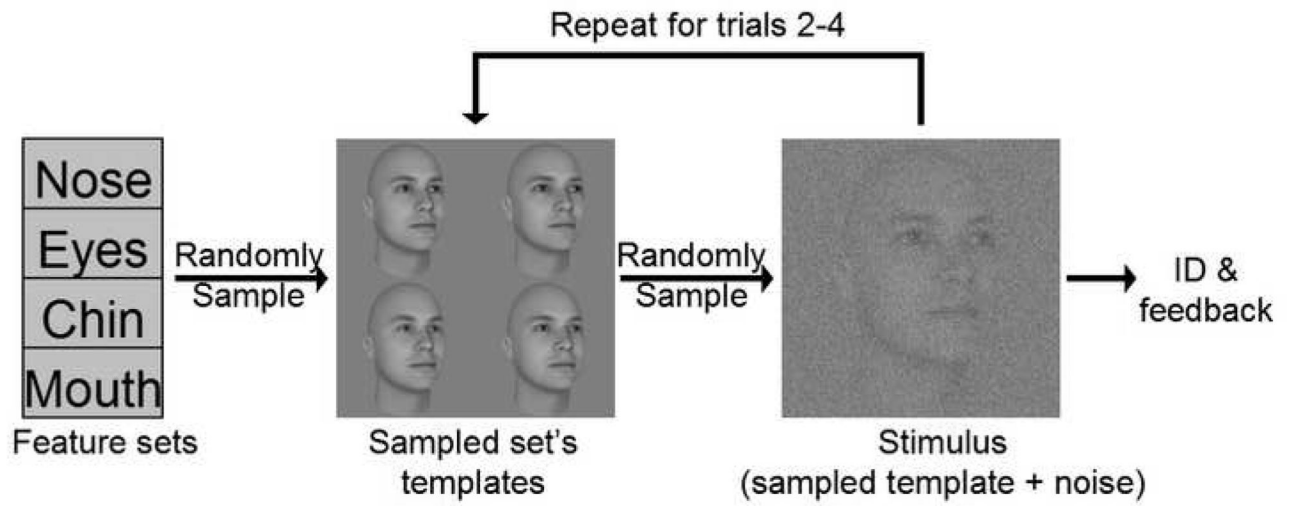 Repeat for trials 2-4
Nose
Eyes
Chin
Mouth
Feature sets
Randomly
Sample
Sampled set's
templates
Randomly
Sample
Stimulus
(sampled template + noise)
ID &
feedback